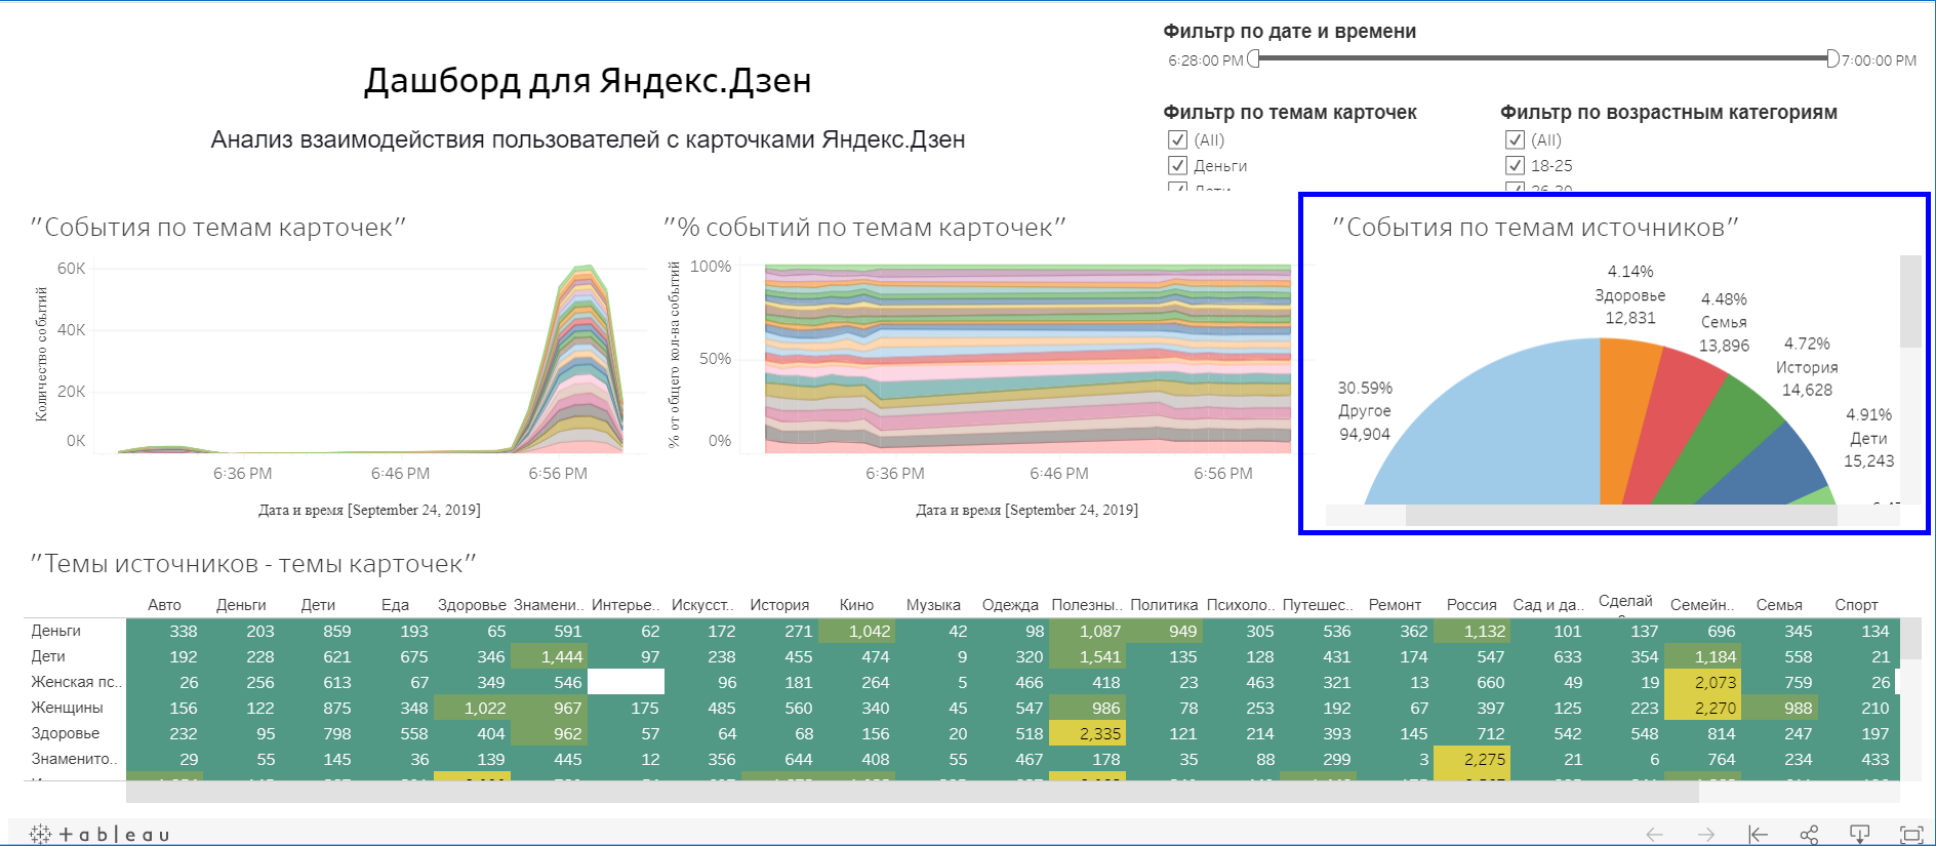 Фильтр по дате и времени
6:28:00 PM 7:00:00 PM
Дашборд для Яндекс.Дзен
Анализ взаимодействия пользователей с карточками Яндекс.Дзен
Фильтр по темам карточек
(All)
Деньги
Дети
Фильтр по возрастным категориям
(All)
18-25
26-30
"События по темам карточек"
Количество событий
60K
40K
20K
0K
6:36 PM 6:46 PM 6:56 PM
Дата и время [September 24, 2019]
"% событий по темам карточек"
% от общего кол-ва событий
100%
50%
0%
6:36 PM 6:46 PM 6:56 PM
Дата и время [September 24, 2019]
"События по темам источников"
4.14%
Здоровье
12,831
4.48%
Семья
13,896
4.72%
История
14,628
4.91%
Дети
15,243
30.59%
Другое
94,904
"Темы источников - темы карточек"
Авто Деньги Дети Еда Здоровье Знамени.. Интерье.. Искусст.. История Кино Музыка Одежда Полезны.. Политика Психоло.. Путешес.. Ремонт Россия Сад и да.. Сделай Семейн.. Семья Спорт
Деньги 338 203 859 193 65 591 62 172 271 1,042 42 98 1,087 949 305 536 362 1,132 101 137 696 345 134
Дети 192 228 621 675 346 1,444 97 238 455 474 9 320 1,541 135 128 431 174 547 633 354 1,184 558 21
Женская пс.. 26 256 613 67 349 546 96 181 264 5 466 418 23 463 321 13 660 49 19 2,073 759 26
Женщины 156 122 875 348 1,022 967 175 485 560 340 45 547 986 78 253 192 67 397 125 223 2,270 988 210
Здоровье 232 95 798 558 404 962 57 64 68 156 20 518 2,335 121 214 393 145 712 542 548 814 247 197
Знаменито.. 29 55 145 36 139 445 12 356 644 408 55 467 178 35 88 299 3 2,275 21 6 764 234 433
+ableau